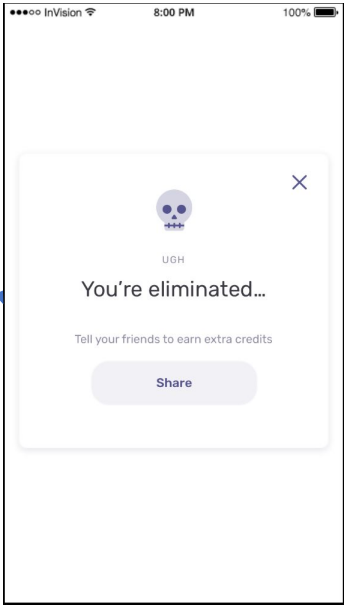 InVision 8:00 PM 100%
UGH
You're eliminated...
Tell your friends to earn extra credits
Share